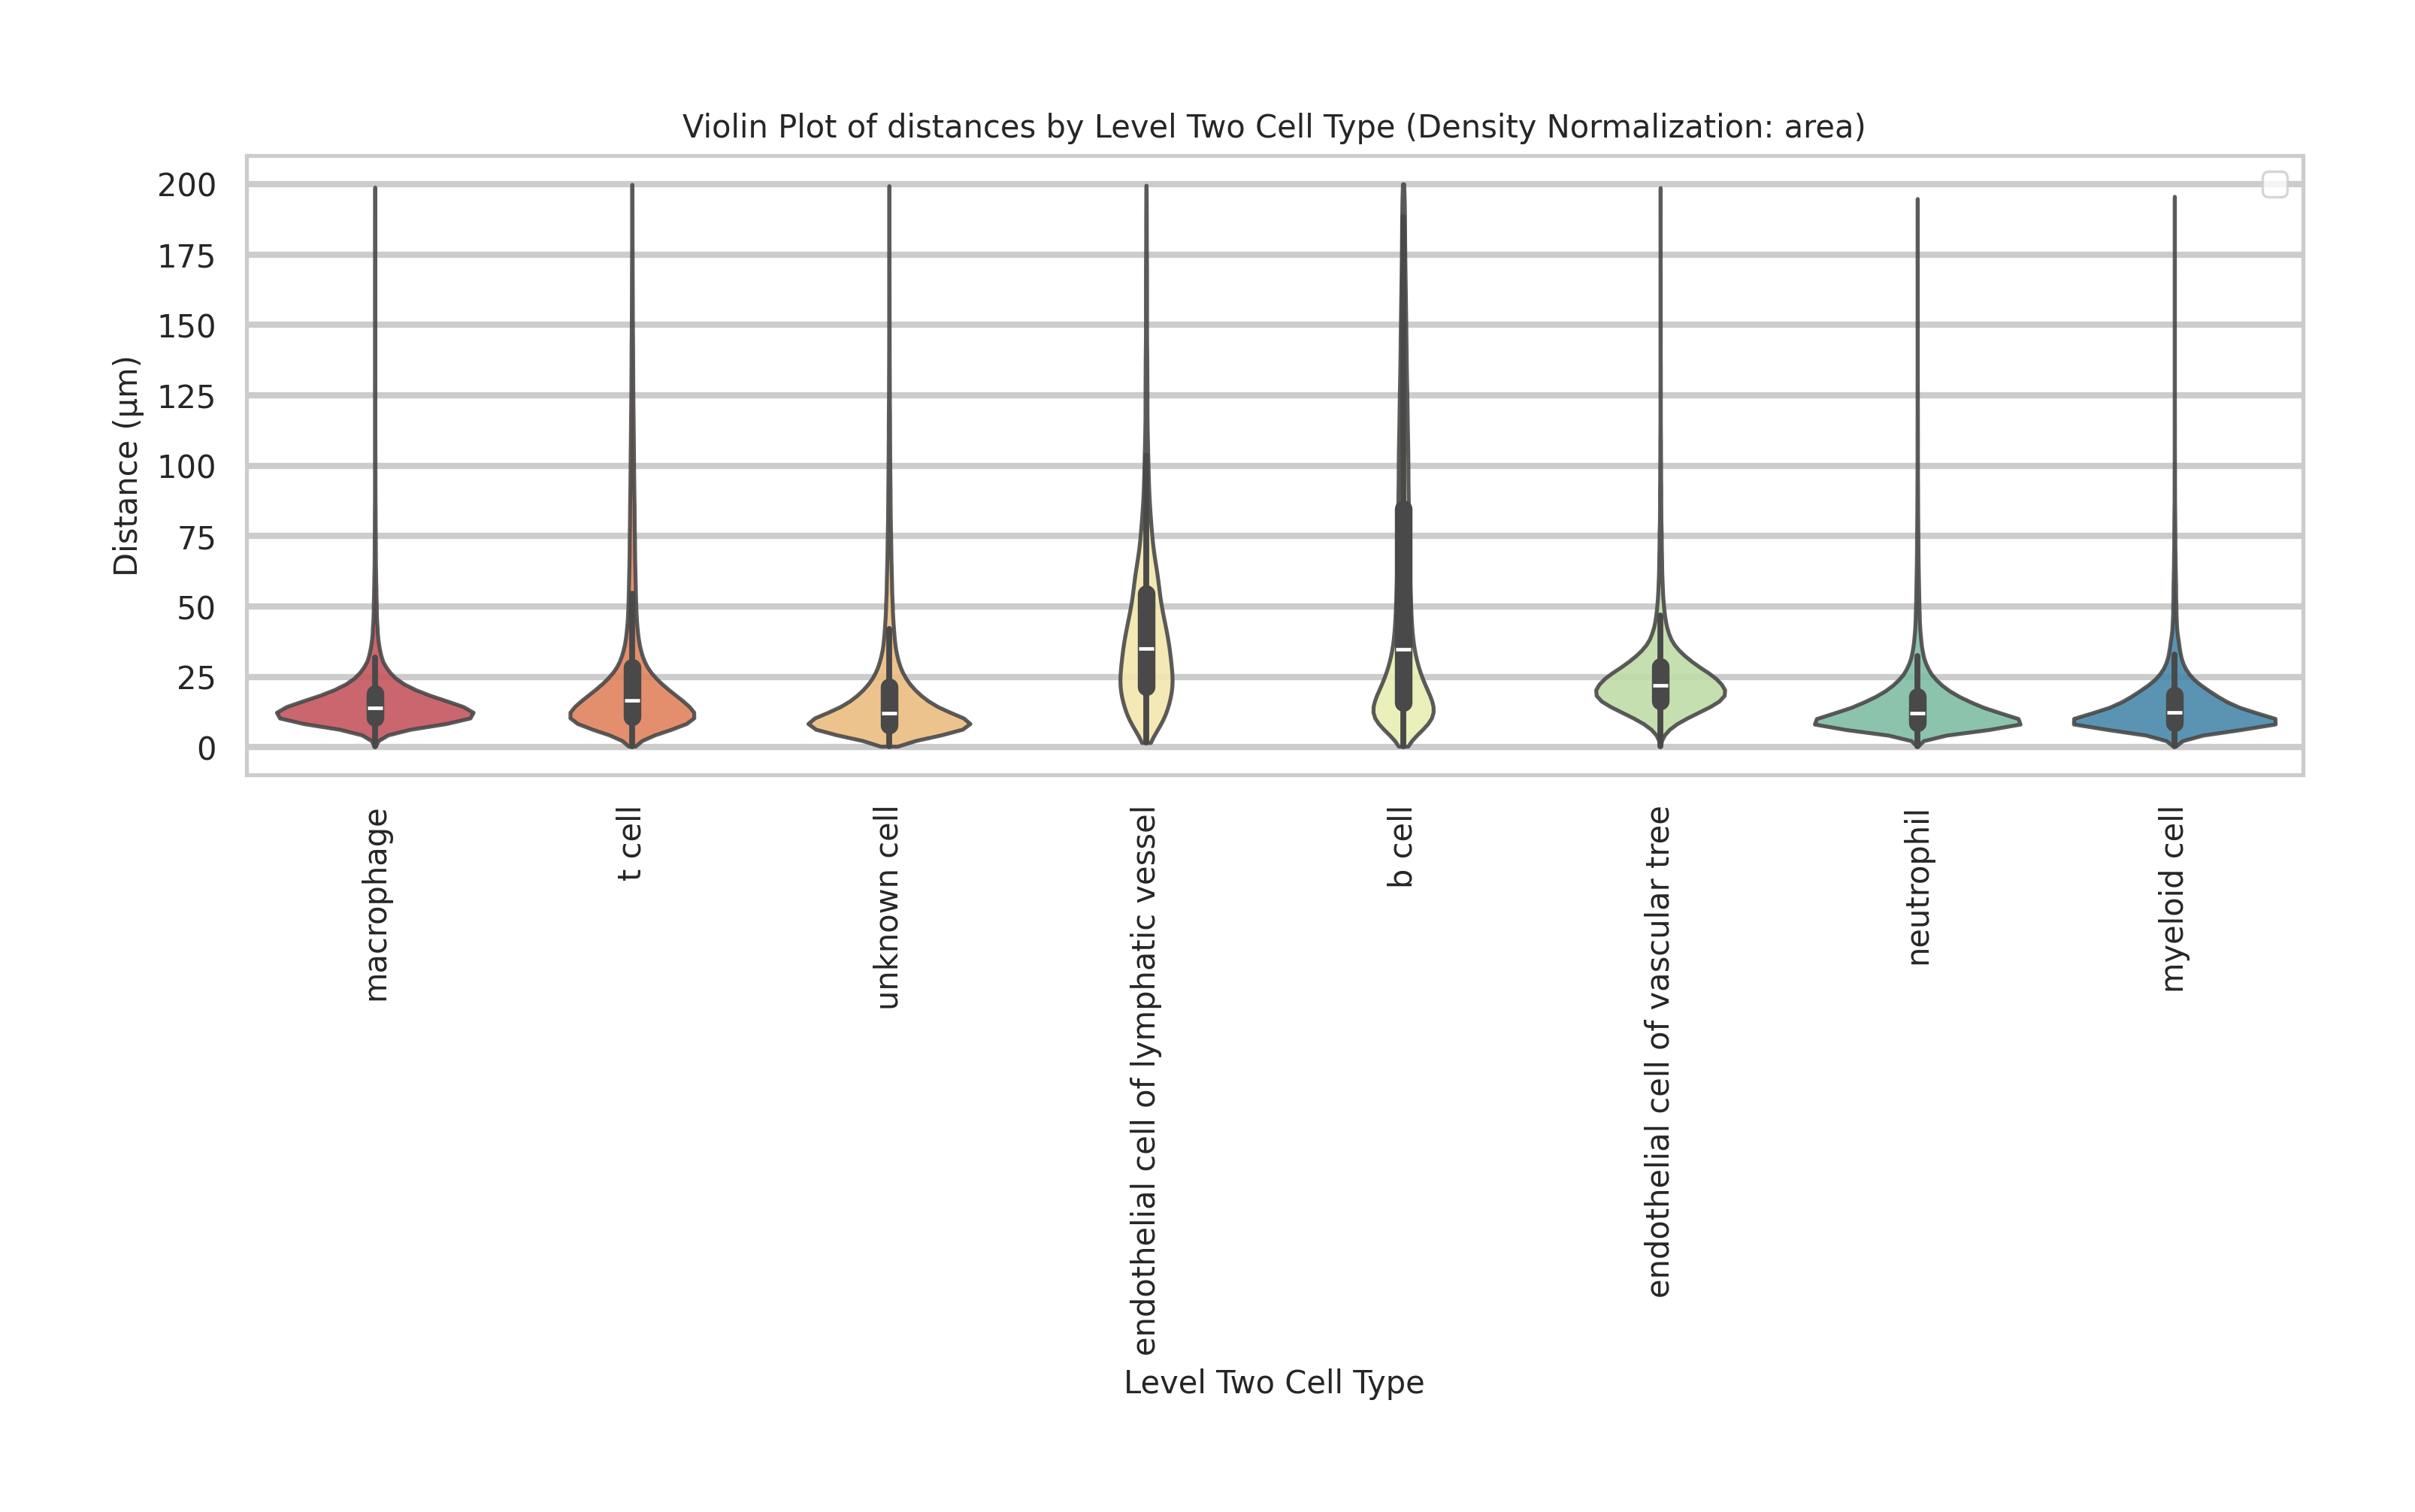 Violin Plot of distances by Level Two Cell Type (Density Normalization: area)
200
175
150
125
100
75
50
25
0
Distance (µm)
macrophage
t cell
unknown cell
endothelial cell of lymphatic vessel
b cell
endothelial cell of vascular tree
neutrophil
myeloid cell
Level Two Cell Type